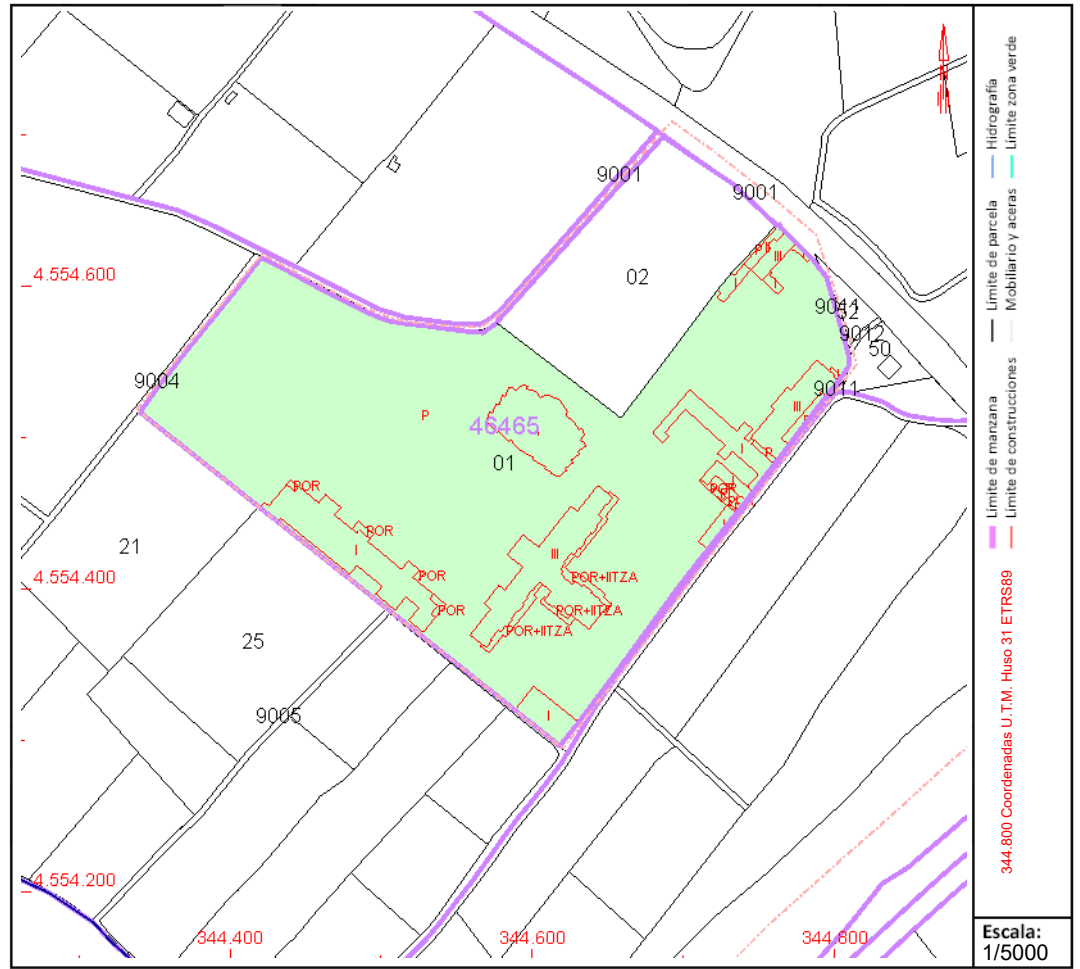 9001
9001
4.554.600
02
P
III
9041
9012
50
9004
9011
P
46465
III
I
P
01
I
POR
POR
I
POR
POR
III
POR+IITZA
POR+IITZA
POR+IITZA
21
4.554.400
25
9005
I
4.554.200
344.400
344.600
344.800
Hidrografía
Límite zona verde
Límite de parcela
Mobiliario y aceras
Límite de manzana
Límite de construcciones
344.800 Coordenadas U.T.M. Huso 31 ETRS89
Escala:
1/5000